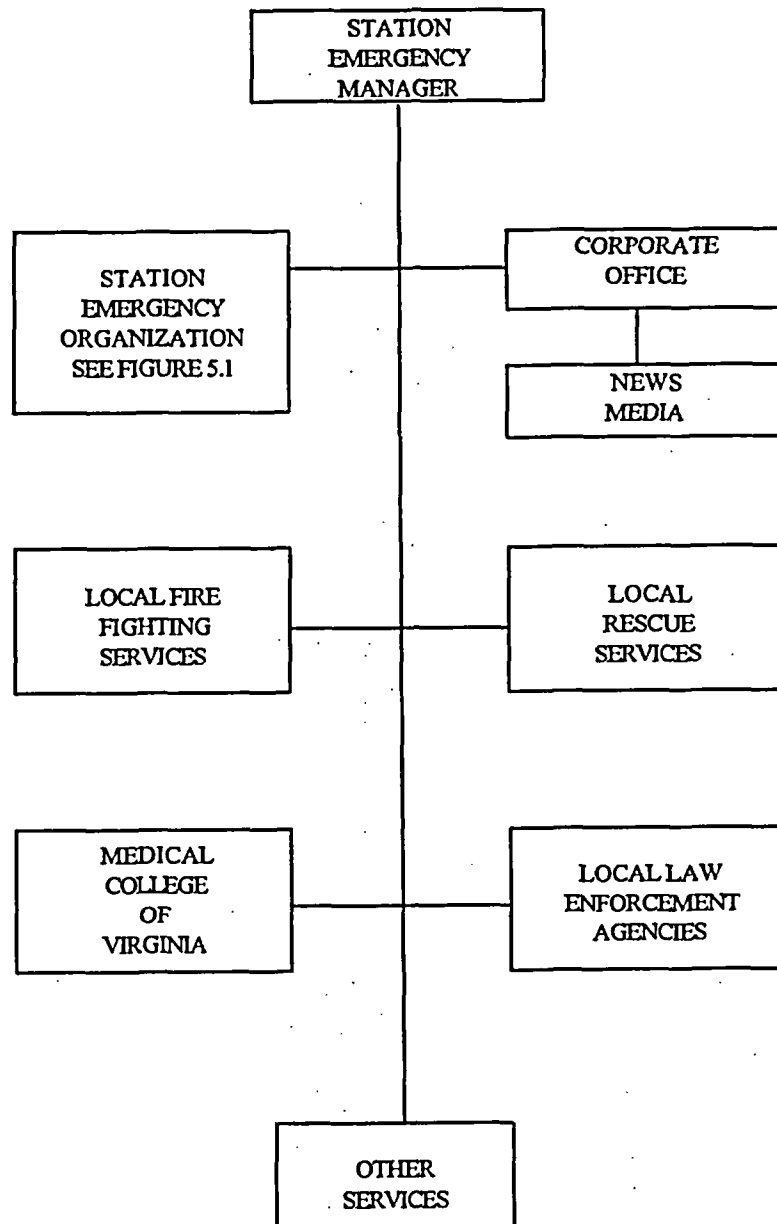 STATION
EMERGENCY
MANAGER
STATION
EMERGENCY
ORGANIZATION
SEE FIGURE 5.1
CORPORATE
OFFICE
NEWS
MEDIA
LOCAL FIRE
FIGHTING
SERVICES
LOCAL
RESCUE
SERVICES
MEDICAL
COLLEGE
OF
VIRGINIA
LOCAL LAW
ENFORCEMENT
AGENCIES
OTHER
SERVICES